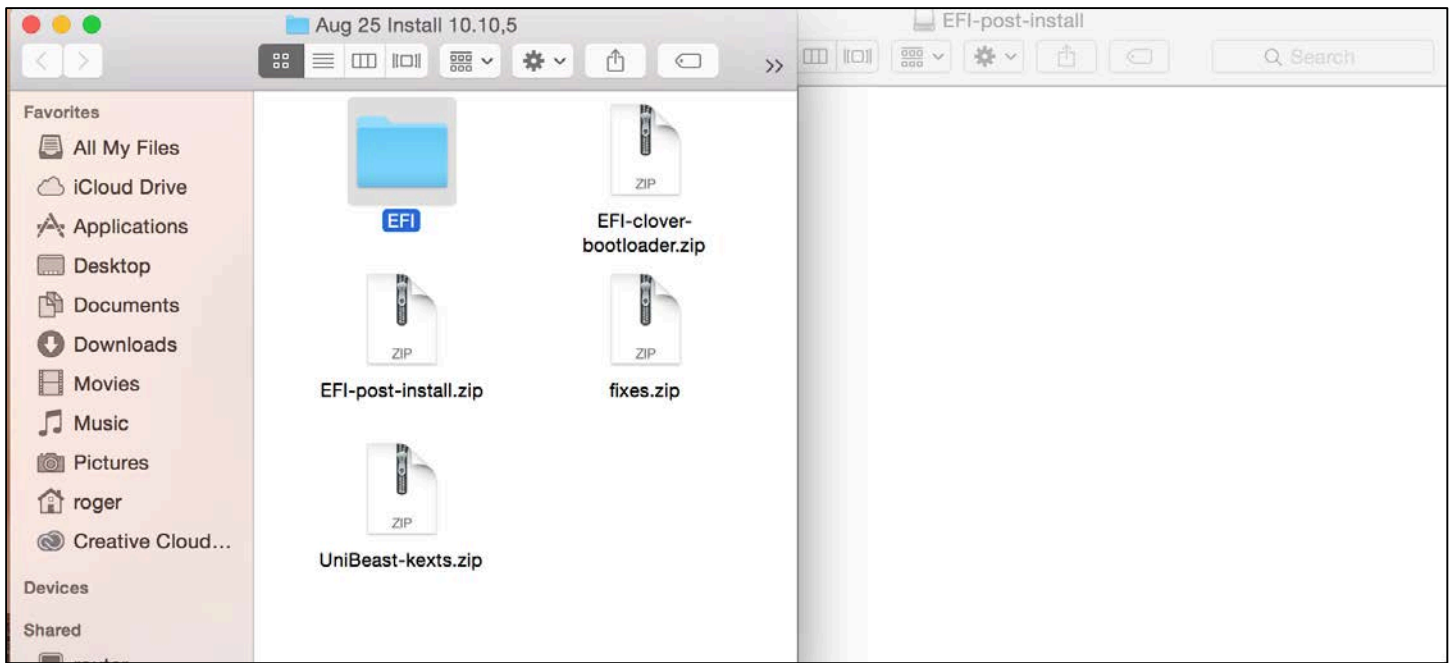 Aug 25 Install 10.10,5
EFI-post-install
Search
Favorites
All My Files
iCloud Drive
Applications
Desktop
Documents
Downloads
Movies
Music
Pictures
roger
Creative Cloud...
Devices
Shared
EFI
ZIP
EFI-clover-
bootloader.zip
ZIP
EFI-post-install.zip
ZIP
fixes.zip
ZIP
UniBeast-kexts.zip